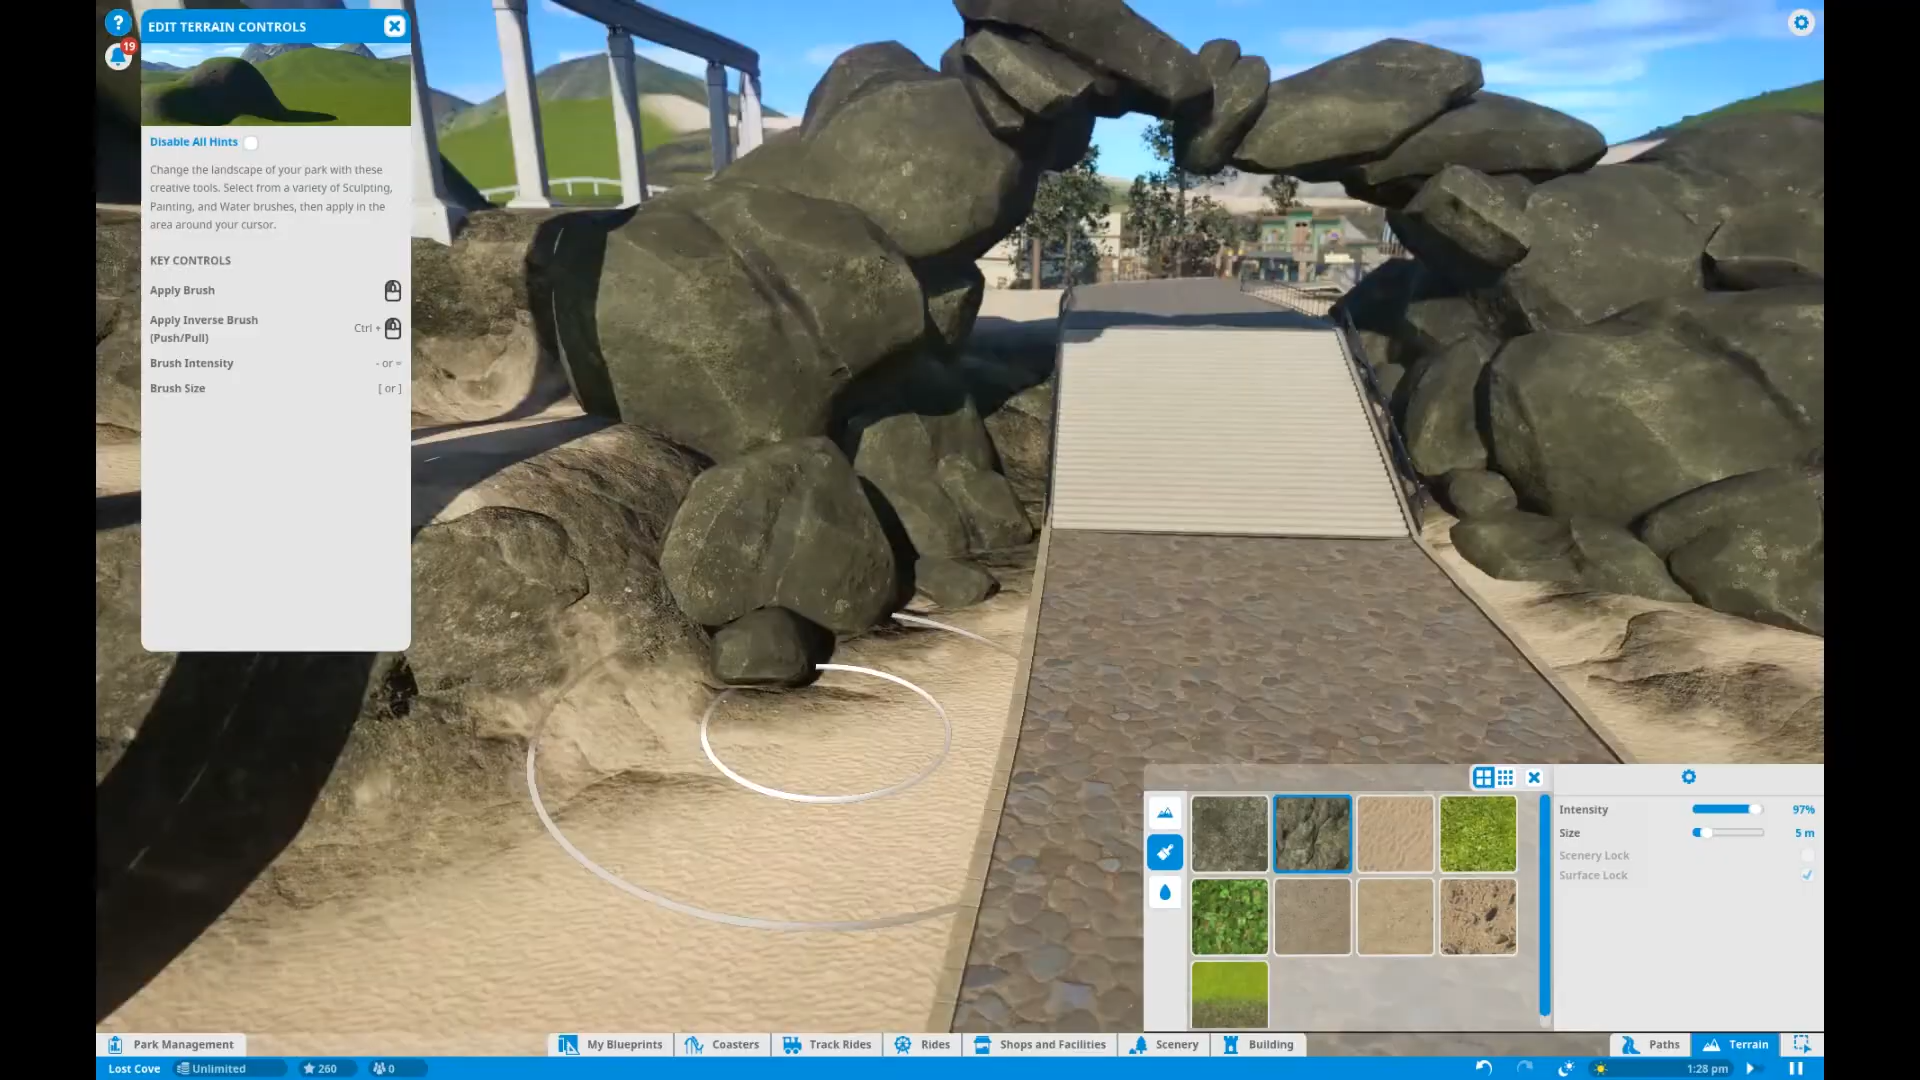 ?
19
EDIT TERRAIN CONTROLS
Disable All Hints
Change the landscape of your park with these
creative tools. Select from a variety of Sculpting,
Painting, and Water brushes, then apply in the
area around your cursor.
KEY CONTROLS
Apply Brush
Apply Inverse Brush
(Push/Pull)
Ctrl +
Brush Intensity
- or =
Brush Size
[ or ]
Intensity
97%
Size
5 m
Scenery Lock
Surface Lock
Park Management
My Blueprints
Coasters
Track Rides
Rides
Shops and Facilities
Scenery
Building
Paths
Terrain
Lost Cove
Unlimited
260
0
1:28 pm